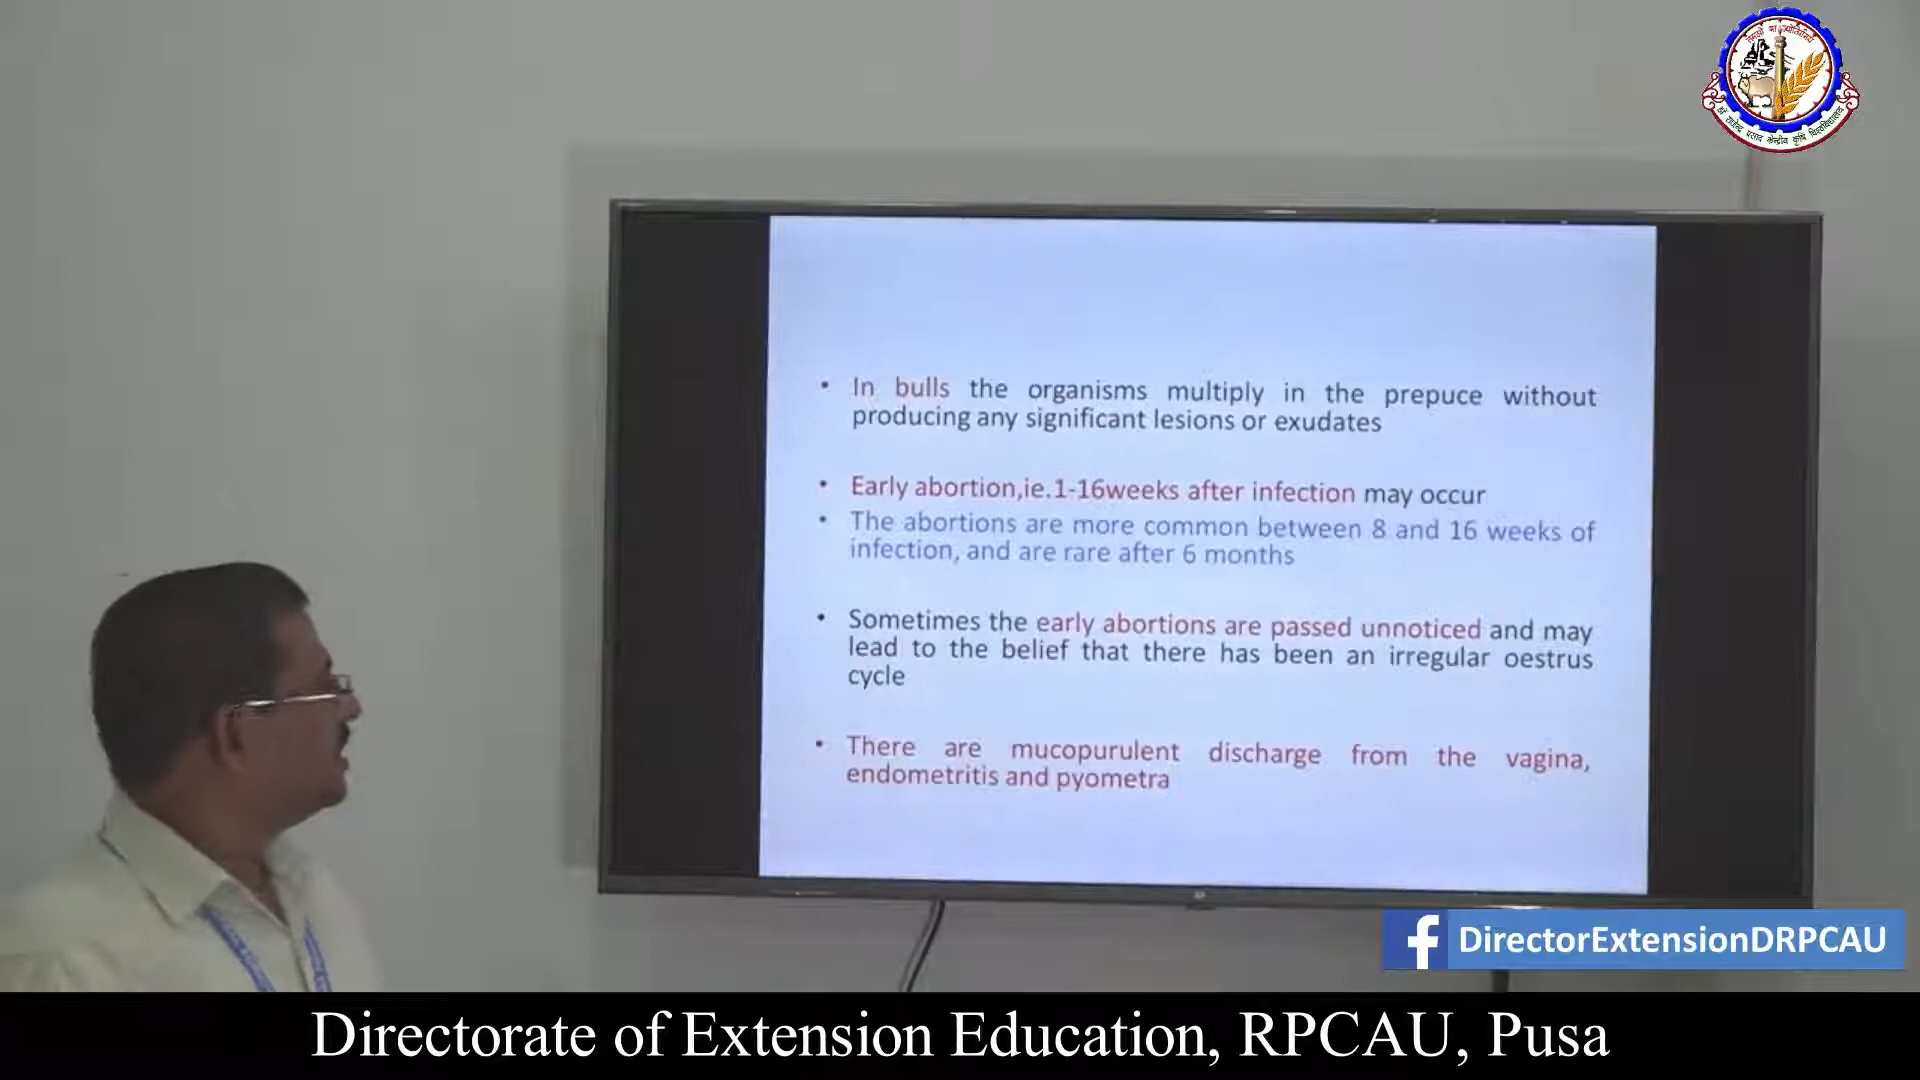 • In bulls the organisms multiply in the prepuce without
producing any significant lesions or exudates
• Early abortion,ie.1-16weeks after infection may occur
• The abortions are more common between 8 and 16 weeks of
infection, and are rare after 6 months
• Sometimes the early abortions are passed unnoticed and may
lead to the belief that there has been an irregular oestrus
cycle
• There are mucopurulent discharge from the vagina,
endometritis and pyometra
f DirectorExtensionDRPCAU
Directorate of Extension Education, RPCAU, Pusa